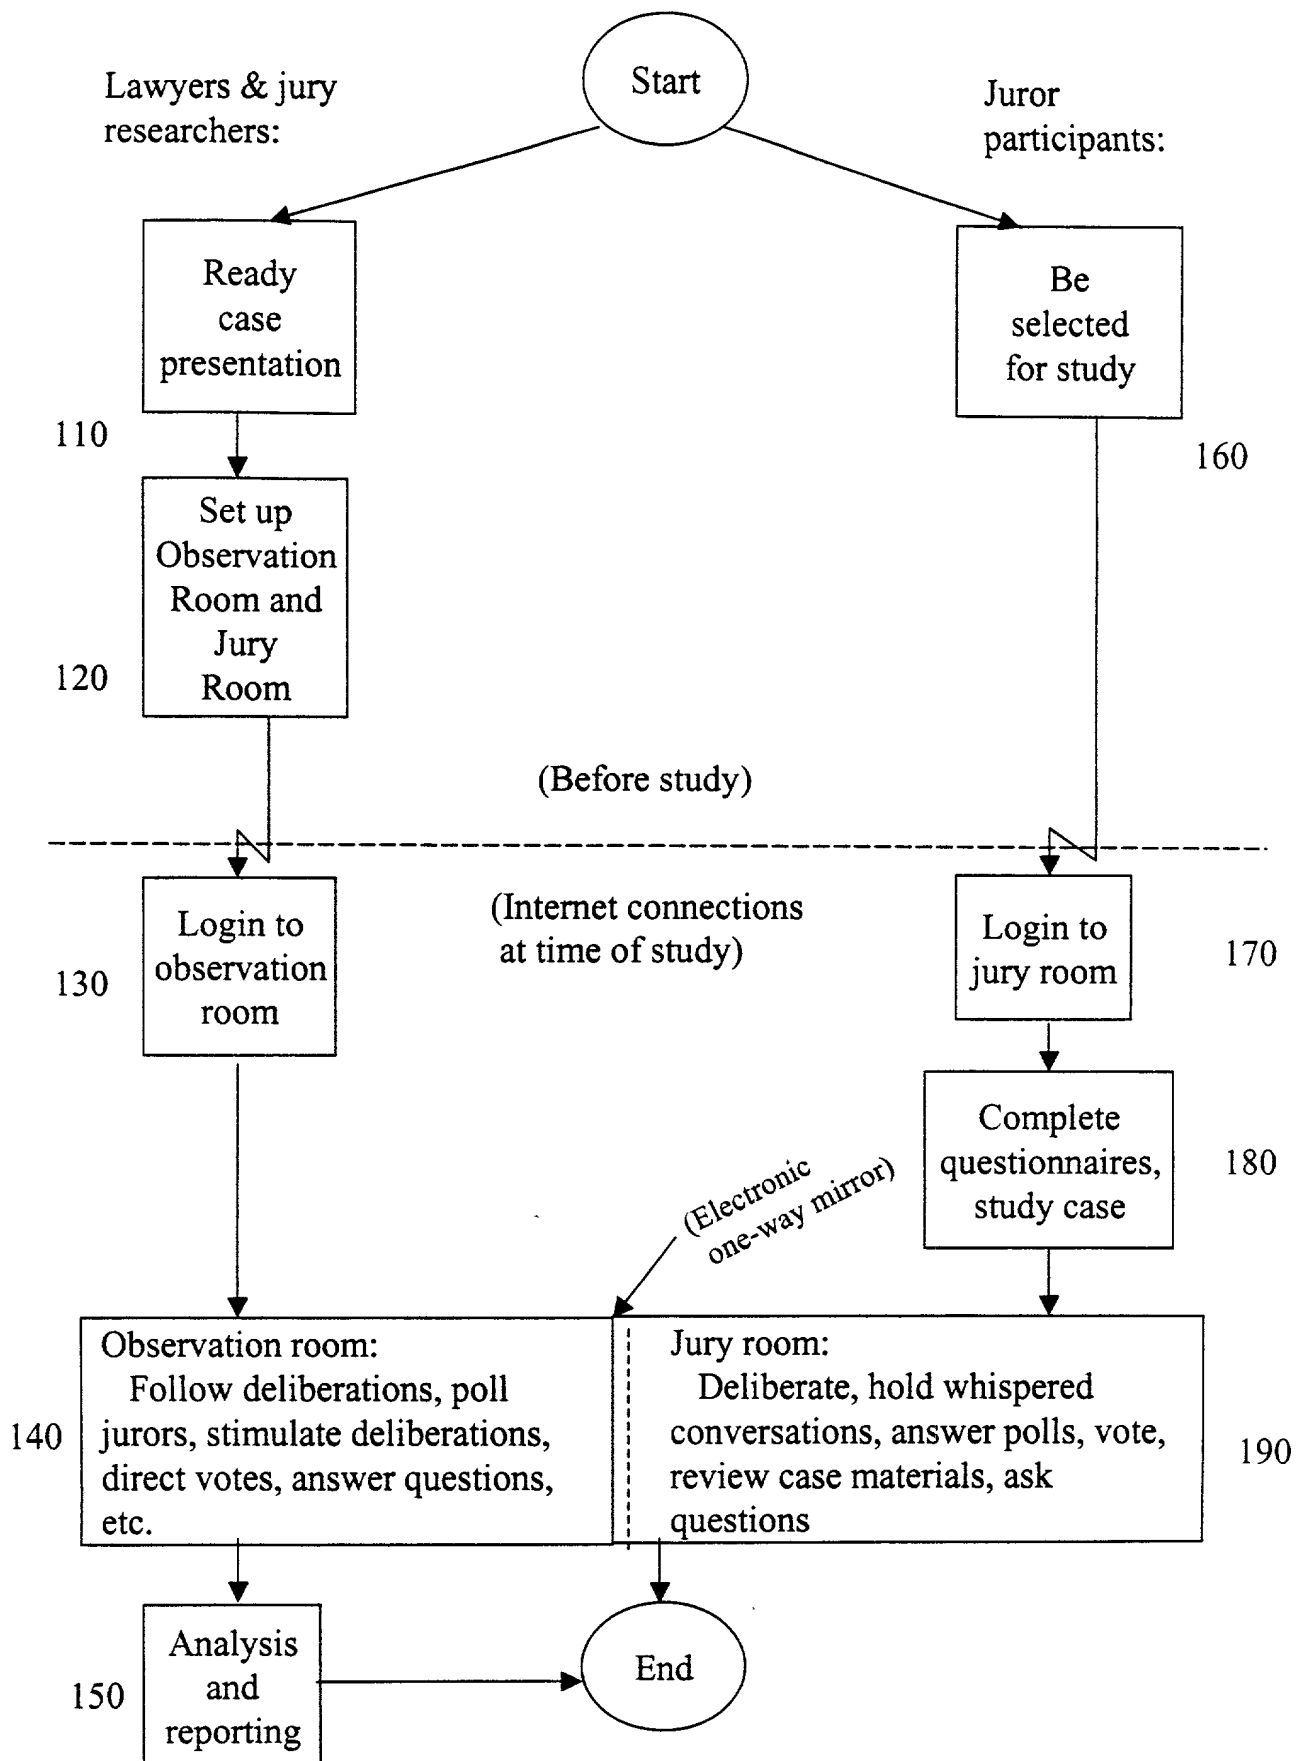 Start
Lawyers & jury
researchers:
Juror
participants:
Ready
case
presentation
110
Be
selected
for study
160
Set up
Observation
Room and
Jury
Room
120
(Before study)
(Internet connections
at time of study)
Login to
observation
room
130
Login to
jury room
170
Complete
questionnaires,
study case
180
(Electronic
one-way mirror)
Observation room:
Follow deliberations, poll
jurors, stimulate deliberations,
direct votes, answer questions,
etc.
140
Jury room:
Deliberate, hold whispered
conversations, answer polls, vote,
review case materials, ask
questions
190
Analysis
and
reporting
150
End